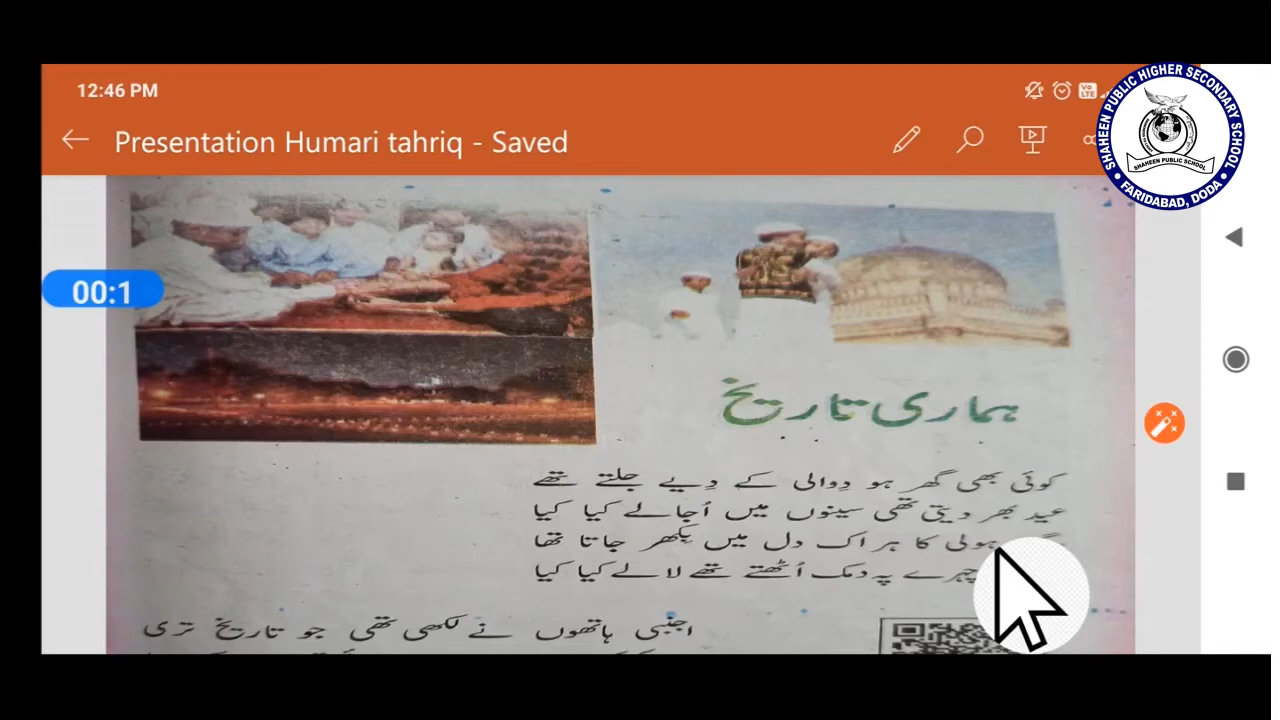 12:46 PM
Presentation Humari tahriq - Saved
SHAHEEN PUBLIC HIGHER SECONDARY SCHOOL
SHAHEEN PUBLIC SCHOOL
FARIDABAD, DODA
00:1
ہماری تاریخ
کوئی بھی گھر ہو دِوالی کے دِیے جلتے تھے
عید بھر دیتی تھی سینوں میں اُجالے کیا کیا
ہولی کا ہر اک دل میں بکھر جاتا تھا
چہرے پہ دمک اُٹھتے تھے لالے کیا کیا
اجنبی ہاتھوں نے لکھی تھی جو تاریخ تری